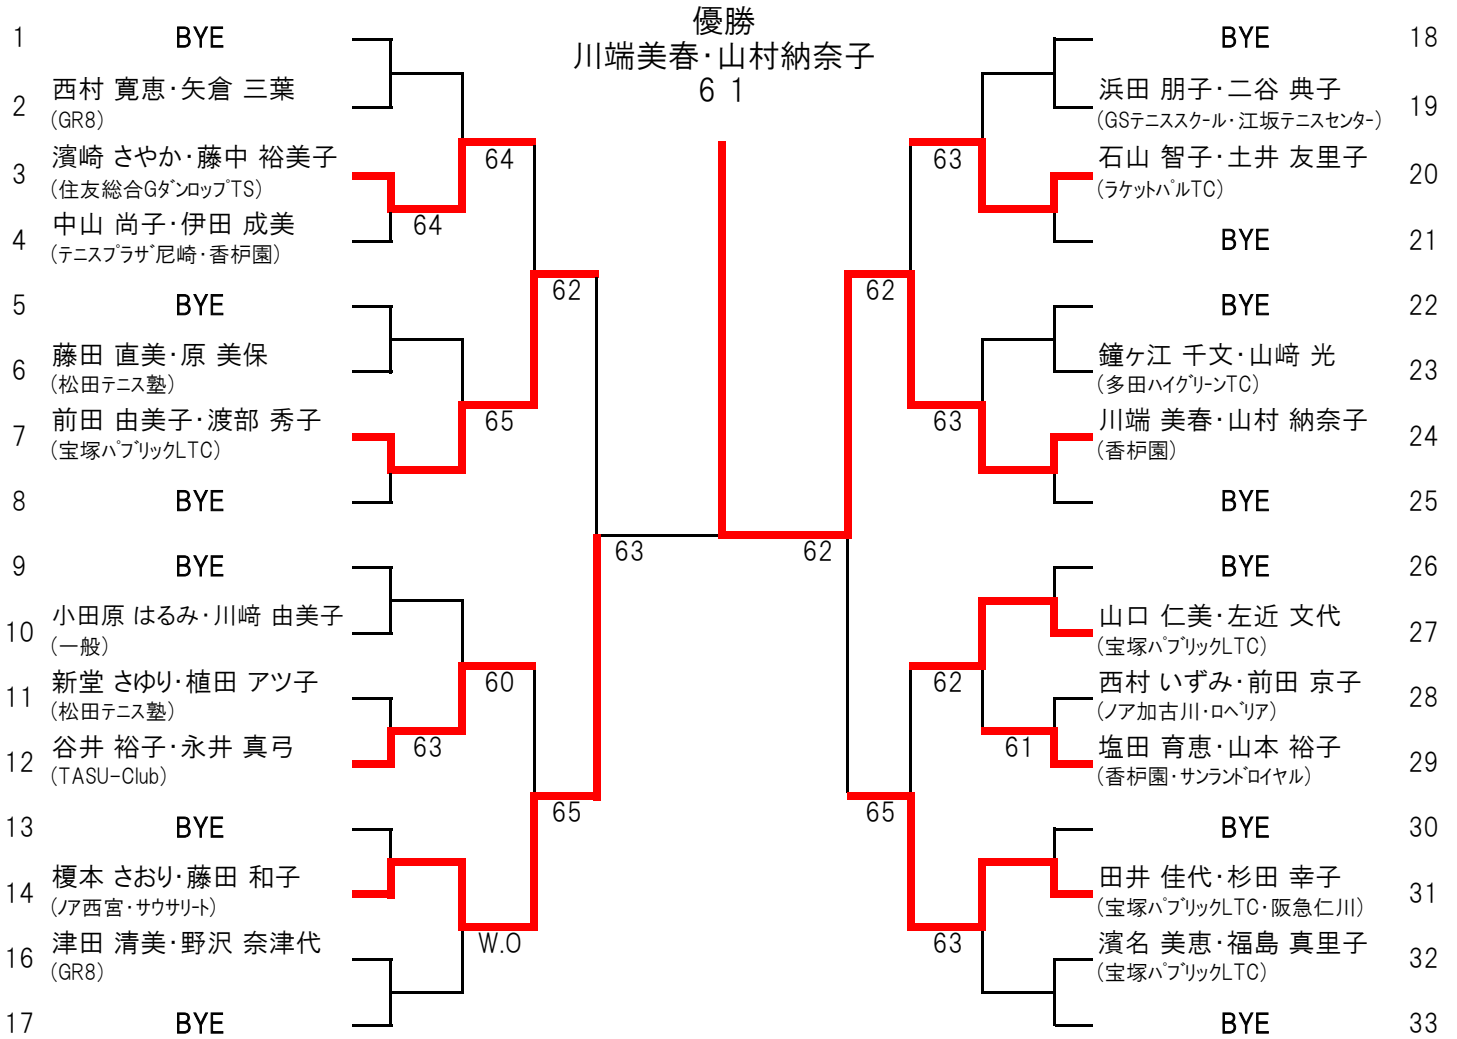 優勝
川端美春・山村納奈子
6 1
1 BYE
2 西村 寛恵・矢倉 三葉
(GR8)
3 濱崎 さやか・藤中 裕美子
(住友総合GダンロップTS)
64
4 中山 尚子・伊田 成美
(テニスプラザ尼崎・香枦園)
64
5 BYE
62
6 藤田 直美・原 美保
(松田テニス塾)
7 前田 由美子・渡部 秀子
(宝塚パブリックLTC)
65
8 BYE
63
9 BYE
10 小田原 はるみ・川﨑 由美子
(一般)
11 新堂 さゆり・植田 アツ子
(松田テニス塾)
60
12 谷井 裕子・永井 真弓
(TASU-Club)
63
13 BYE
65
14 榎本 さおり・藤田 和子
(ノア西宮・サウサリート)
16 津田 清美・野沢 奈津代
(GR8)
W.O
17 BYE
BYE 18
浜田 朋子・二谷 典子 19
(GSテニススクール・江坂テニスセンター)
石山 智子・土井 友里子 20
(ラケットパルTC)
63
BYE 21
62
BYE 22
鐘ヶ江 千文・山﨑 光 23
(多田ハイグリーンTC)
川端 美春・山村 納奈子 24
(香枦園)
63
BYE 25
62
BYE 26
山口 仁美・左近 文代 27
(宝塚パブリックLTC)
62
西村 いずみ・前田 京子 28
(ノア加古川・ロペリア)
61
塩田 育恵・山本 裕子 29
(香枦園・サンランドロイヤル)
65
BYE 30
田井 佳代・杉田 幸子 31
(宝塚パブリックLTC・阪急仁川)
63
濱名 美恵・福島 真里子 32
(宝塚パブリックLTC)
BYE 33